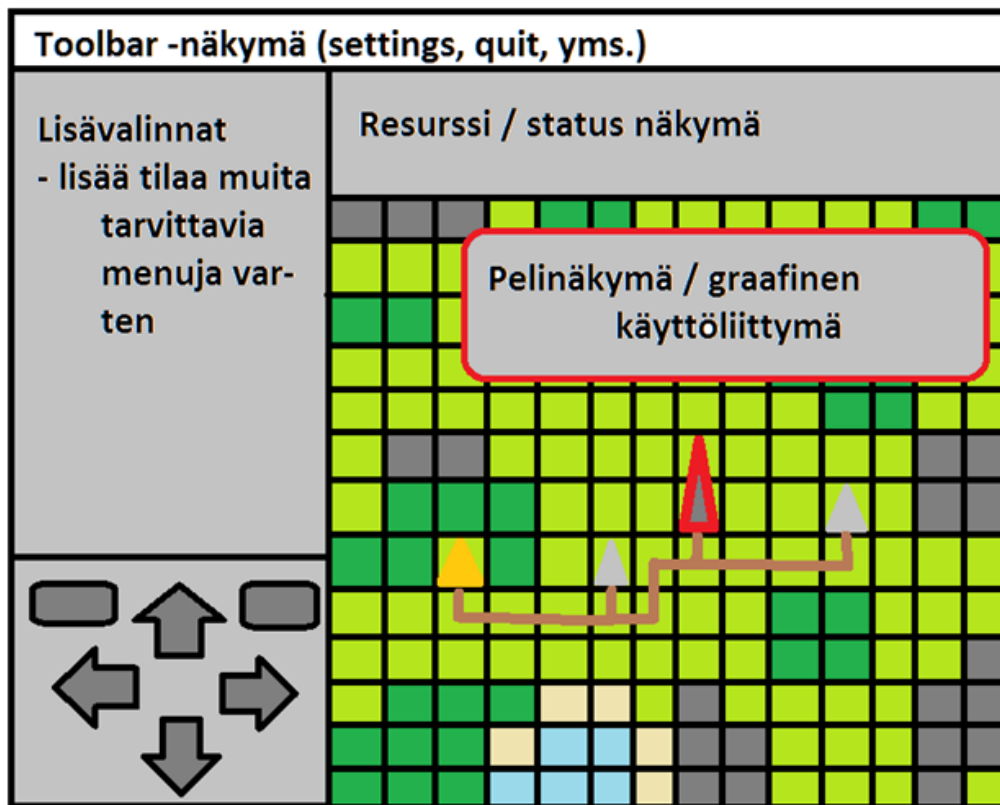 Toolbar -näkymä (settings, quit, yms.)
Lisävalinnat
- lisää tilaa muita
tarvittavia
menuja var-
ten
Resurssi / status näkymä
Pelinäkymä / graafinen
käyttöliittymä